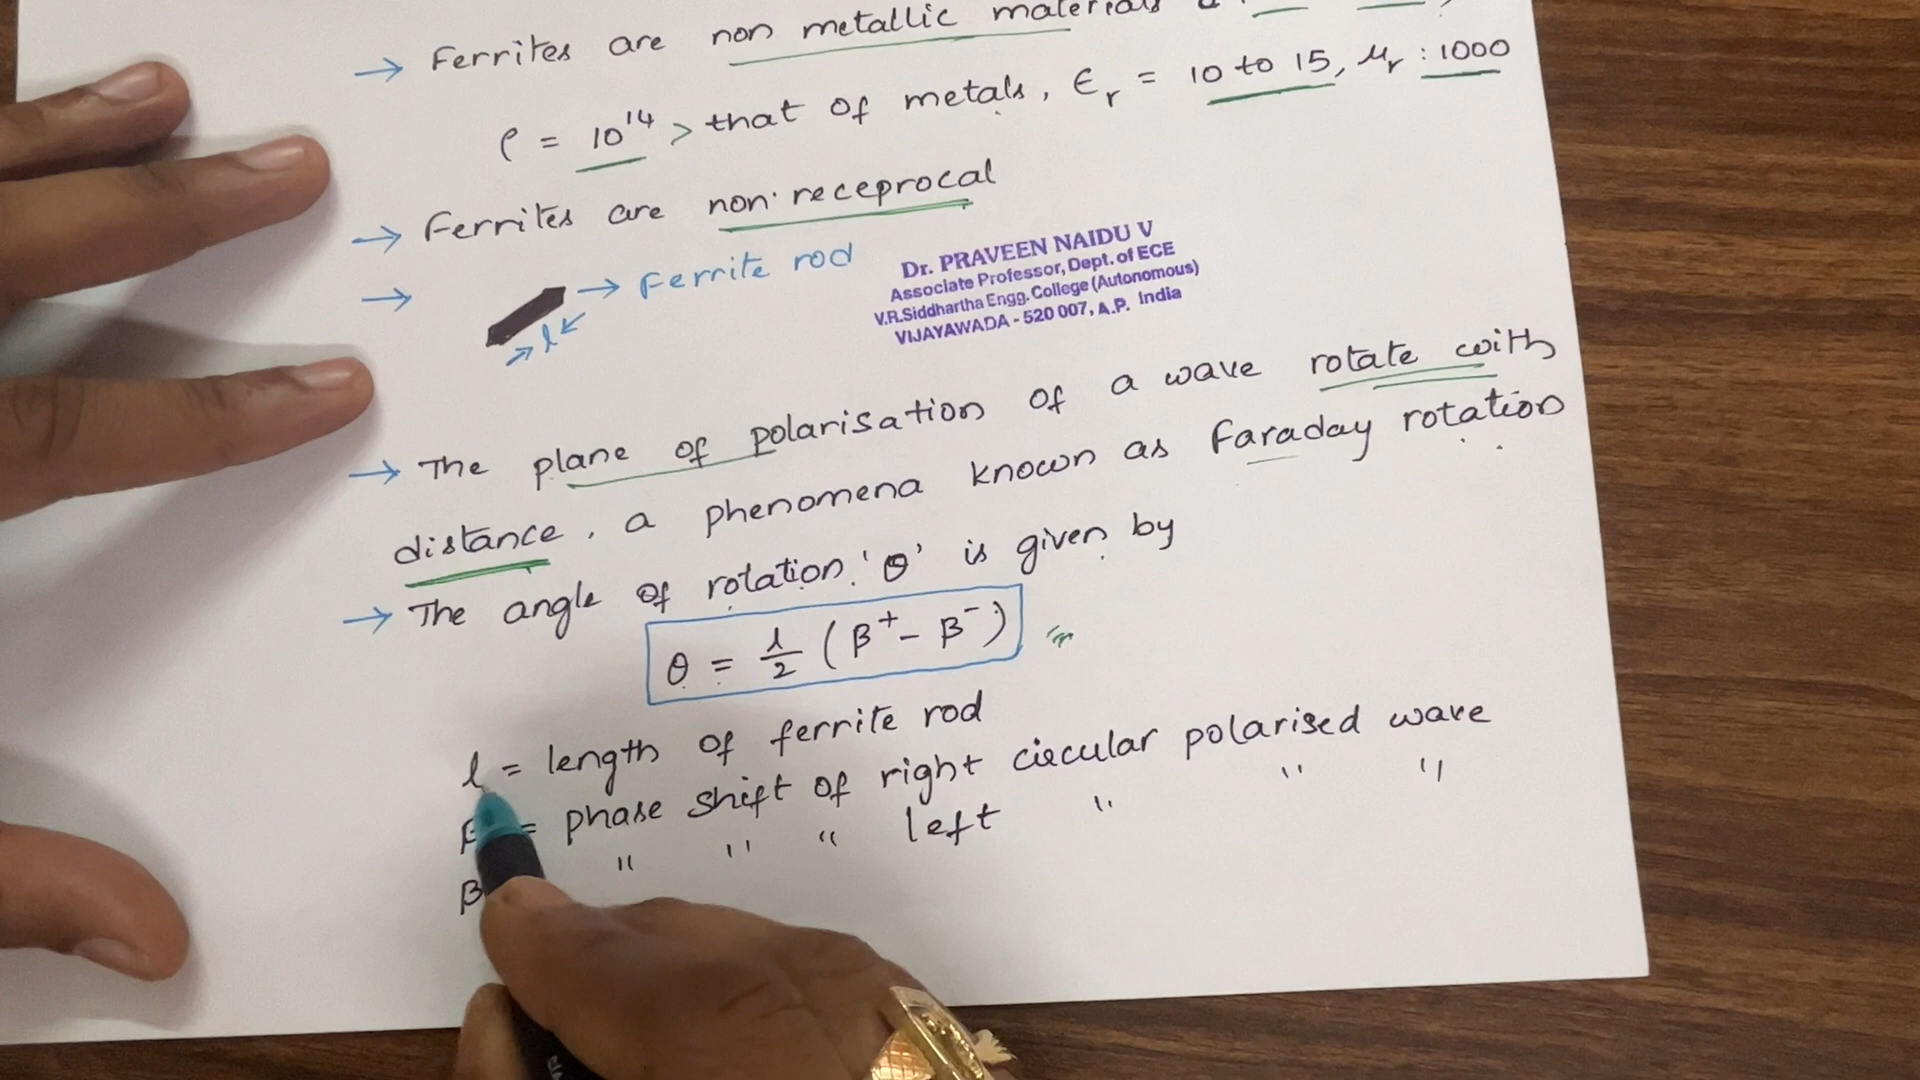 → Ferrites are non metallic materials
ρ = 10¹⁴ > that of metals, ϵr = 10 to 15, μr : 1000
→ Ferrites are non reciprocal
→ → Ferrite rod
l
Dr. PRAVEEN NAIDU V
Associate Professor, Dept. of ECE
V.R.Siddhartha Engg. College (Autonomous)
VIJAYAWADA - 520 007, A.P. India
→ The plane of polarisation of a wave rotate with
distance, a phenomena known as Faraday rotation
→ The angle of rotation 'θ' is given by
θ = l/2 (β⁺ - β⁻)
l = length of ferrite rod
β = phase shift of right circular polarised wave
β " " " left " " "